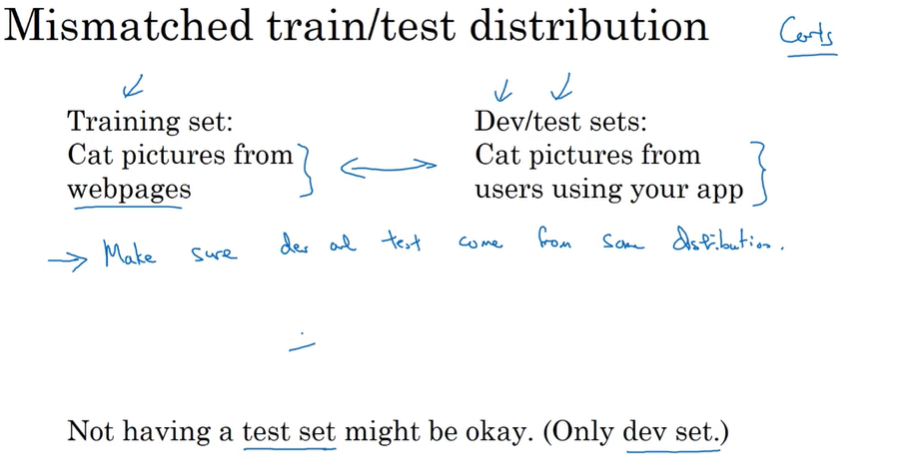 Mismatched train/test distribution
Training set:
Cat pictures from
webpages
Dev/test sets:
Cat pictures from
users using your app
→ Make sure dev and test come from same distribution.
Not having a test set might be okay. (Only dev set.)